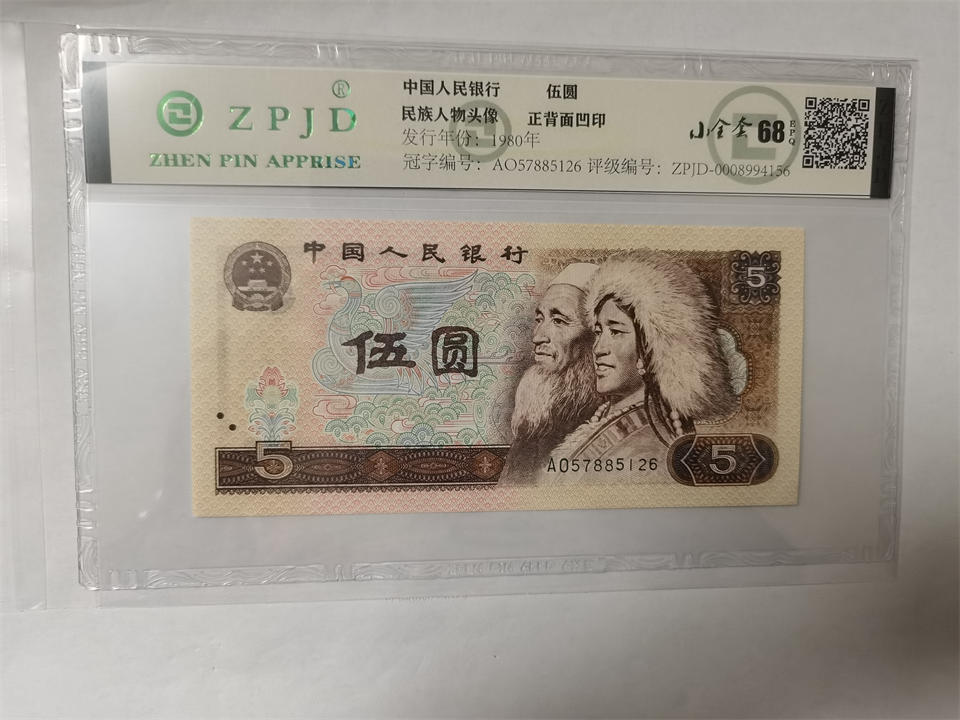 ZPJD®
ZHEN PIN APPRISE
中国人民银行 伍圆
民族人物头像 正背面凹印
发行年份：1980年
冠字编号：AO57885126 评级编号：ZPJD-0008994156
小全套 68 EPQ
中国人民银行
5
伍圆
5
AO57885126
5